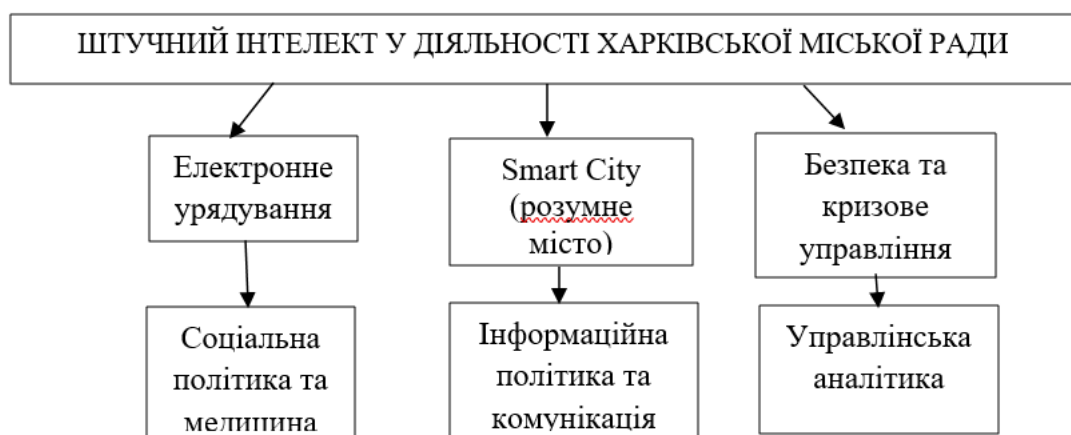 ШТУЧНИЙ ІНТЕЛЕКТ У ДІЯЛЬНОСТІ ХАРКІВСЬКОЇ МІСЬКОЇ РАДИ
Електронне
урядування
Smart City
(розумне
місто)
Безпека та
кризове
управління
Соціальна
політика та
медицина
Інформаційна
політика та
комунікація
Управлінська
аналітика